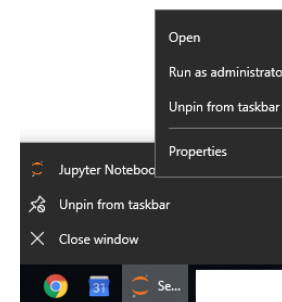 Open
Run as administrato
Unpin from taskbar
Properties
Jupyter Noteboo
Unpin from taskbar
Close window
31
Se...